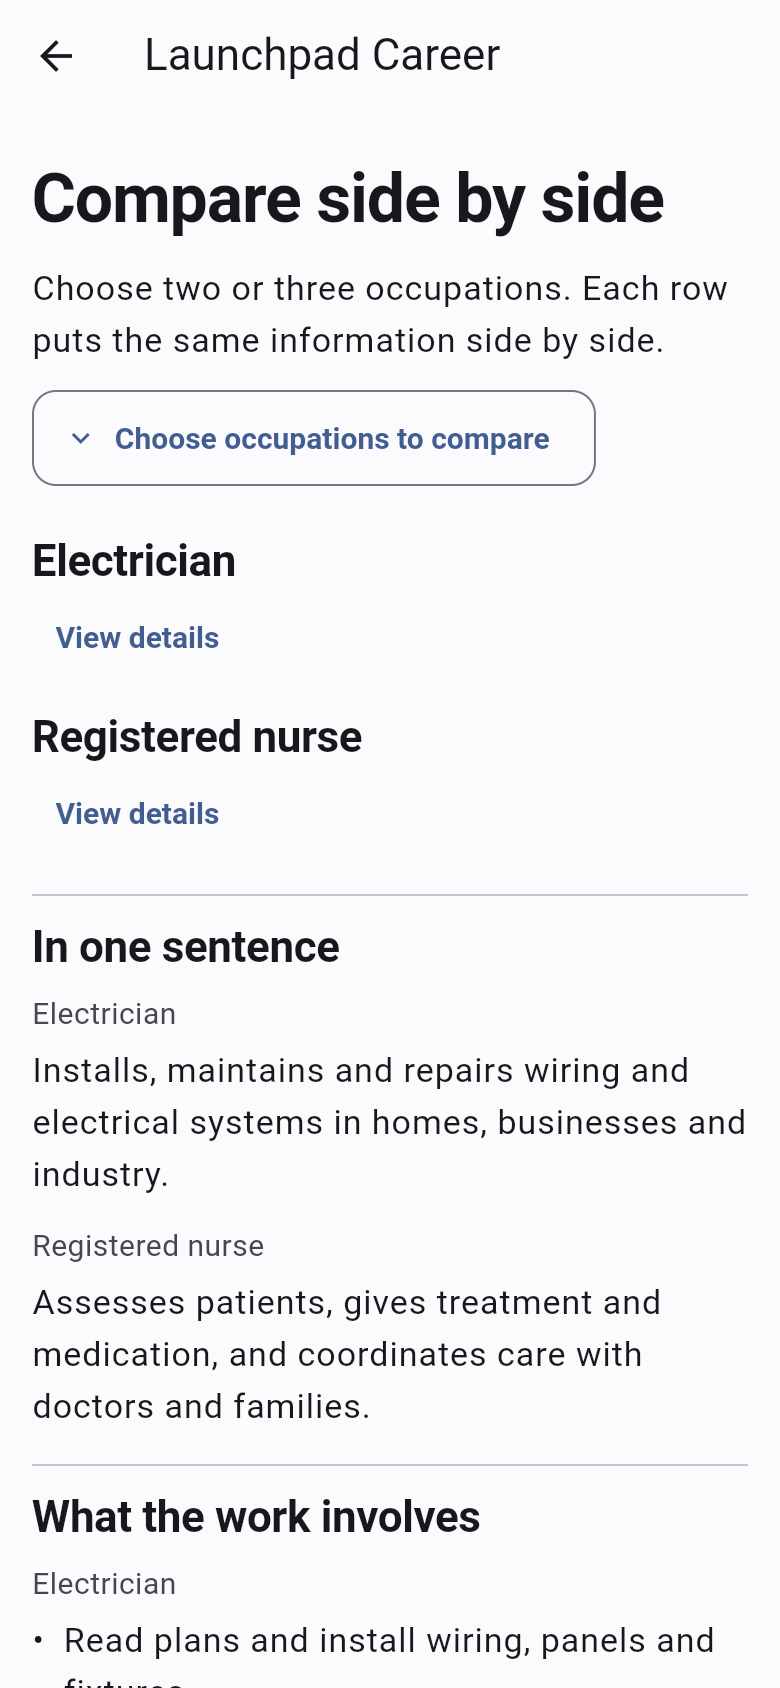 Launchpad Career
Compare side by side
Choose two or three occupations. Each row
puts the same information side by side.
Choose occupations to compare
Electrician
View details
Registered nurse
View details
In one sentence
Electrician
Installs, maintains and repairs wiring and
electrical systems in homes, businesses and
industry.
Registered nurse
Assesses patients, gives treatment and
medication, and coordinates care with
doctors and families.
What the work involves
Electrician
• Read plans and install wiring, panels and